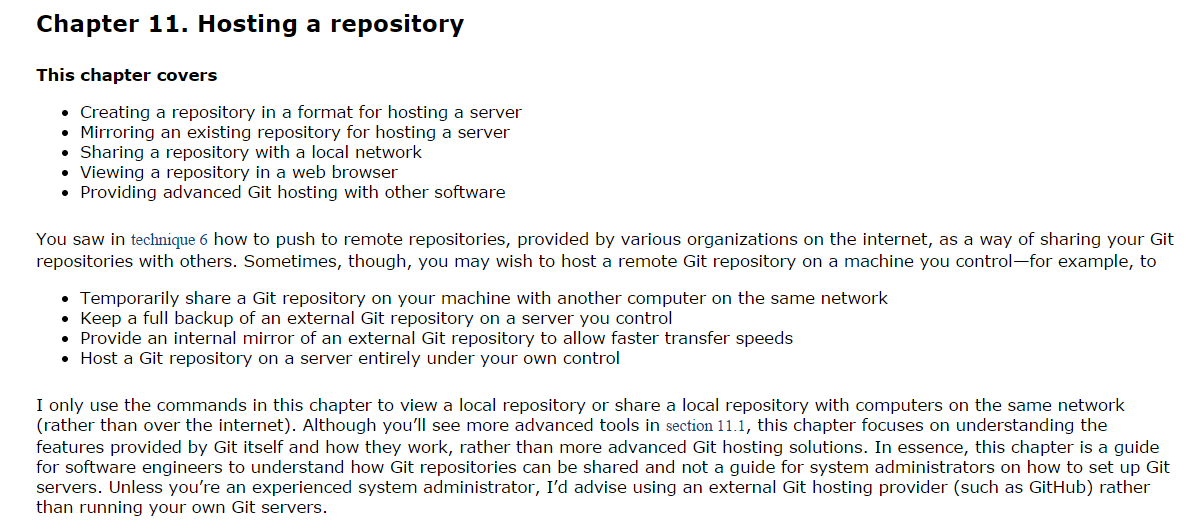 Chapter 11. Hosting a repository
This chapter covers
• Creating a repository in a format for hosting a server
• Mirroring an existing repository for hosting a server
• Sharing a repository with a local network
• Viewing a repository in a web browser
• Providing advanced Git hosting with other software
You saw in technique 6 how to push to remote repositories, provided by various organizations on the internet, as a way of sharing your Git
repositories with others. Sometimes, though, you may wish to host a remote Git repository on a machine you control—for example, to
• Temporarily share a Git repository on your machine with another computer on the same network
• Keep a full backup of an external Git repository on a server you control
• Provide an internal mirror of an external Git repository to allow faster transfer speeds
• Host a Git repository on a server entirely under your own control
I only use the commands in this chapter to view a local repository or share a local repository with computers on the same network
(rather than over the internet). Although you’ll see more advanced tools in section 11.1, this chapter focuses on understanding the
features provided by Git itself and how they work, rather than more advanced Git hosting solutions. In essence, this chapter is a guide
for software engineers to understand how Git repositories can be shared and not a guide for system administrators on how to set up Git
servers. Unless you’re an experienced system administrator, I’d advise using an external Git hosting provider (such as GitHub) rather
than running your own Git servers.